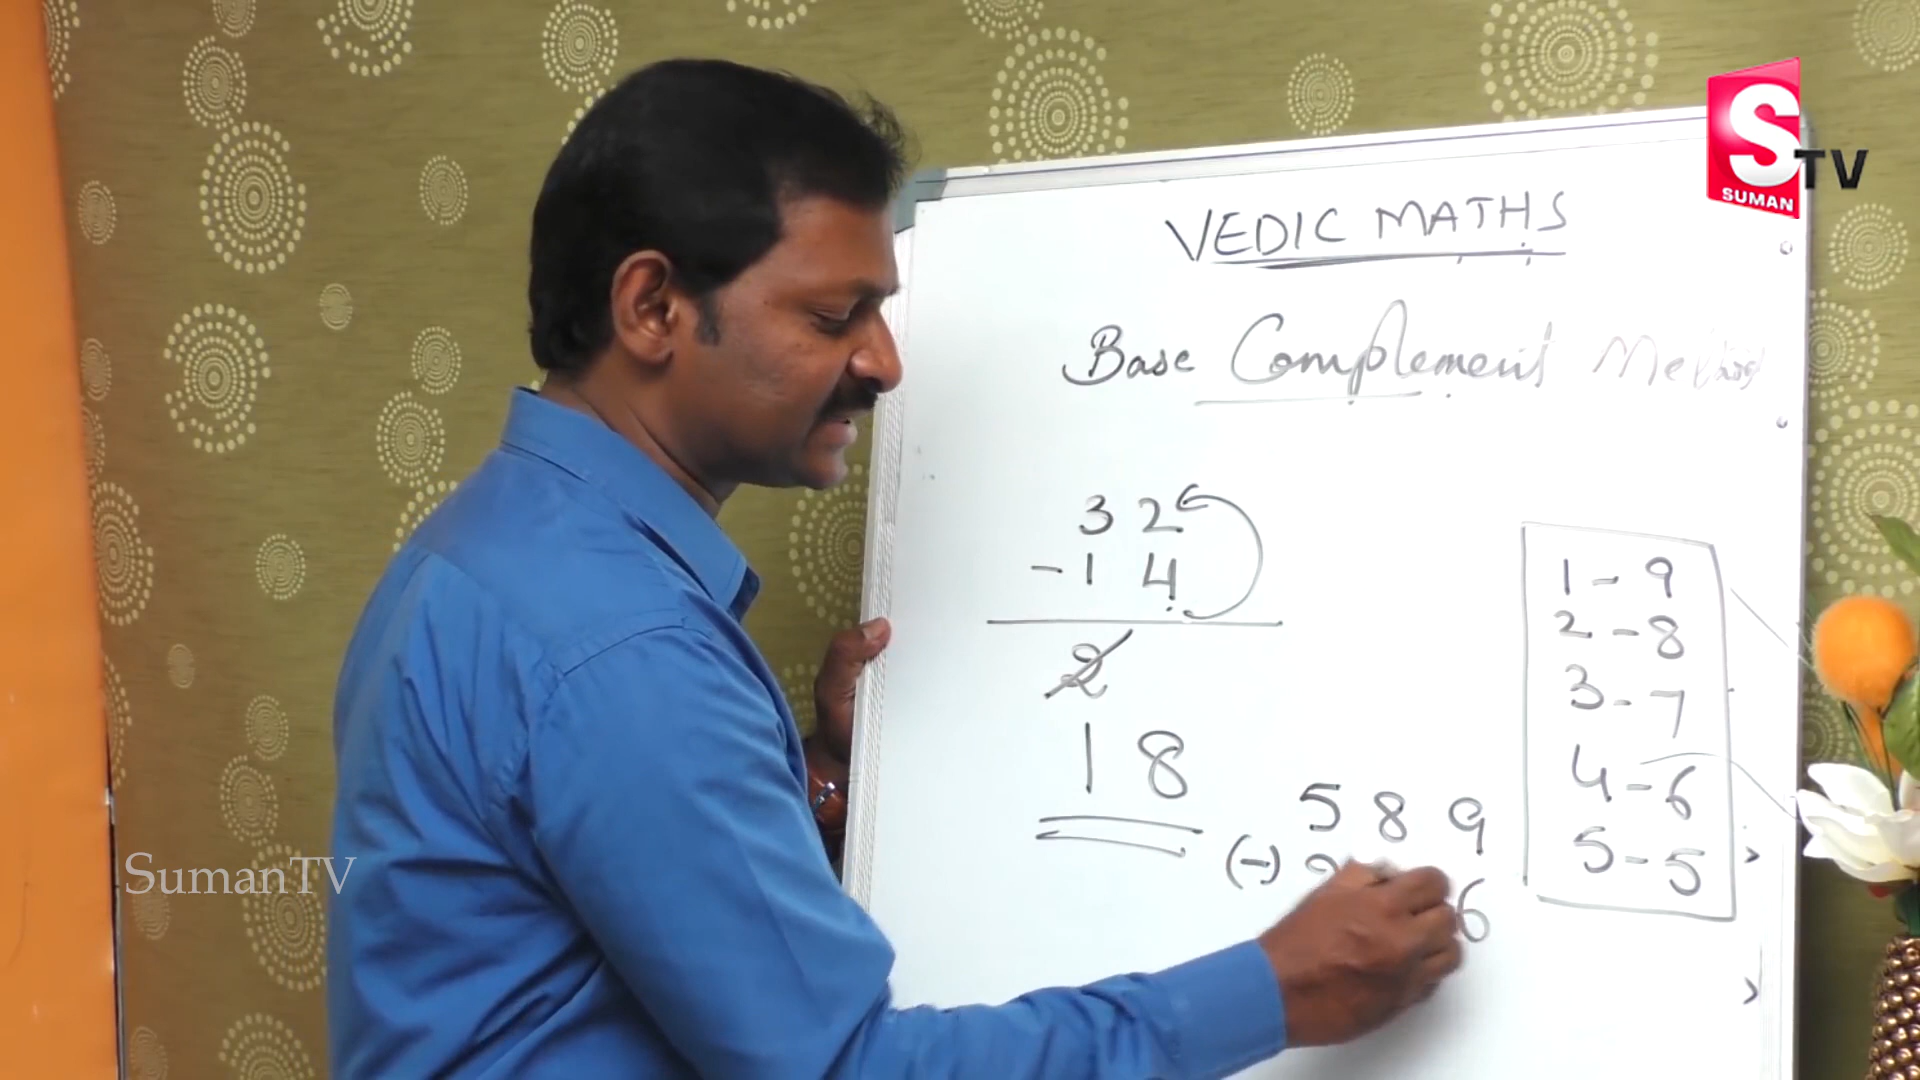 S TV
SUMAN
VEDIC MATHS
Base Complement Method
3 2
- 1 4
2
1 8
5 8 9
(-)
6
1 - 9
2 - 8
3 - 7
4 - 6
5 - 5
SumanTV